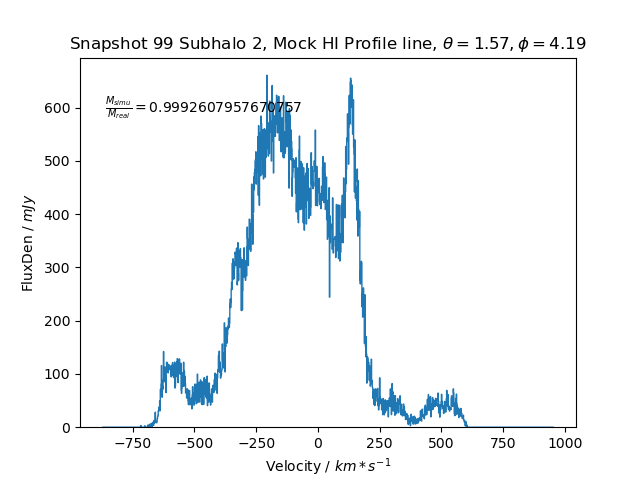 Snapshot 99 Subhalo 2, Mock HI Profile line, θ = 1.57, ϕ = 4.19
M_simu/M_real = 0.9992607957670757
FluxDen / mJy
600
500
400
300
200
100
0
−750 −500 −250 0 250 500 750 1000
Velocity / km * s⁻¹